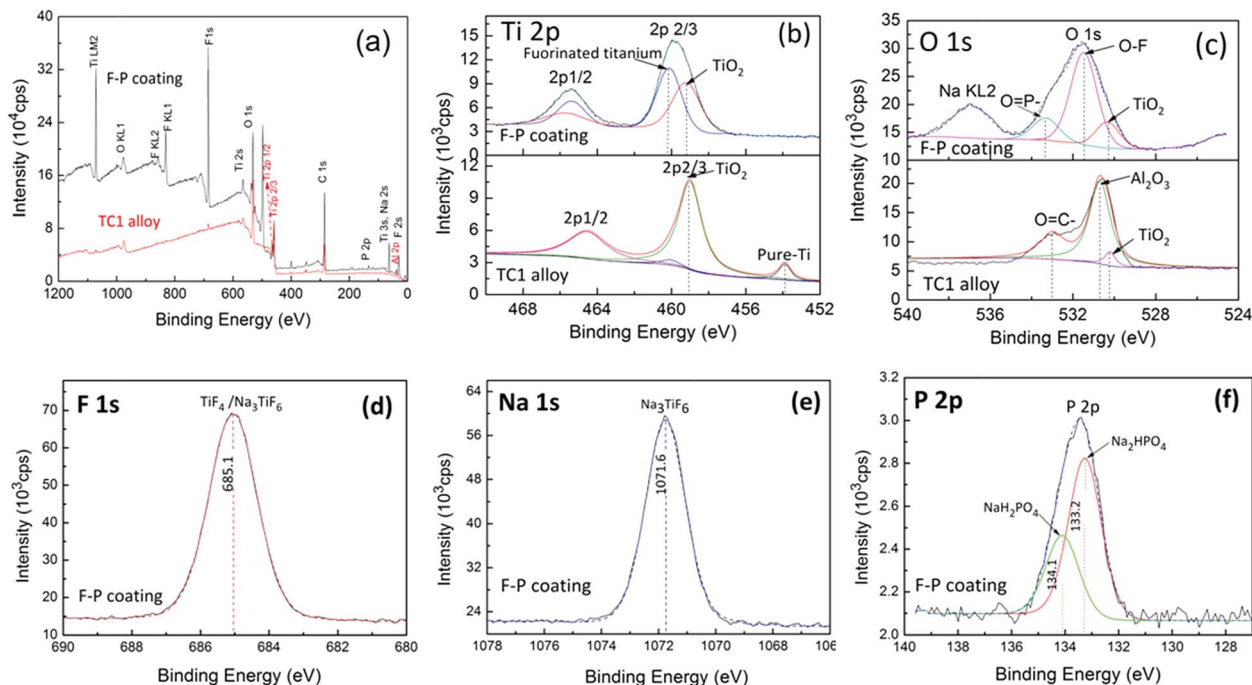 (a)
Intensity (10⁴cps)
40
32
24
16
8
0
Ti LM2
F-P coating
O KL1
F KL2
F KL1
F1s
Ti 2s
O 1s
Ti 2p 1/2
Ti 2p 2/3
C 1s
TC1 alloy
P 2p
Ti 3s, Na 2s
Al 2p
F 2s
1200 1000 800 600 400 200 0
Binding Energy (eV)
Ti 2p
(b)
Intensity (10³cps)
15
12
9
6
3
0
2p 2/3
Fuorinated titanium
2p1/2
TiO₂
F-P coating
12
9
6
3
0
2p2/3
TiO₂
2p1/2
Pure-Ti
TC1 alloy
468 464 460 456 452
Binding Energy (eV)
O 1s
(c)
Intensity (10³cps)
35
30
25
20
15
10
O 1s
O-F
Na KL2
O=P-
TiO₂
F-P coating
20
15
10
5
0
Al₂O₃
O=C-
TiO₂
TC1 alloy
540 536 532 528 524
Binding Energy (eV)
F 1s
(d)
Intensity (10³cps)
80
70
60
50
40
30
20
10
TiF₄ /Na₃TiF₆
685.1
F-P coating
690 688 686 684 682 680
Binding Energy (eV)
Na 1s
(e)
Intensity (10³cps)
64
56
48
40
32
24
Na₃TiF₆
1071.6
F-P coating
1078 1076 1074 1072 1070 1068 106
Binding Energy (eV)
P 2p
(f)
Intensity (10³cps)
3.2
3.0
2.8
2.6
2.4
2.2
2.0
P 2p
Na₂HPO₄
NaH₂PO₄
133.2
134.1
F-P coating
140 138 136 134 132 130 128
Binding Energy (eV)